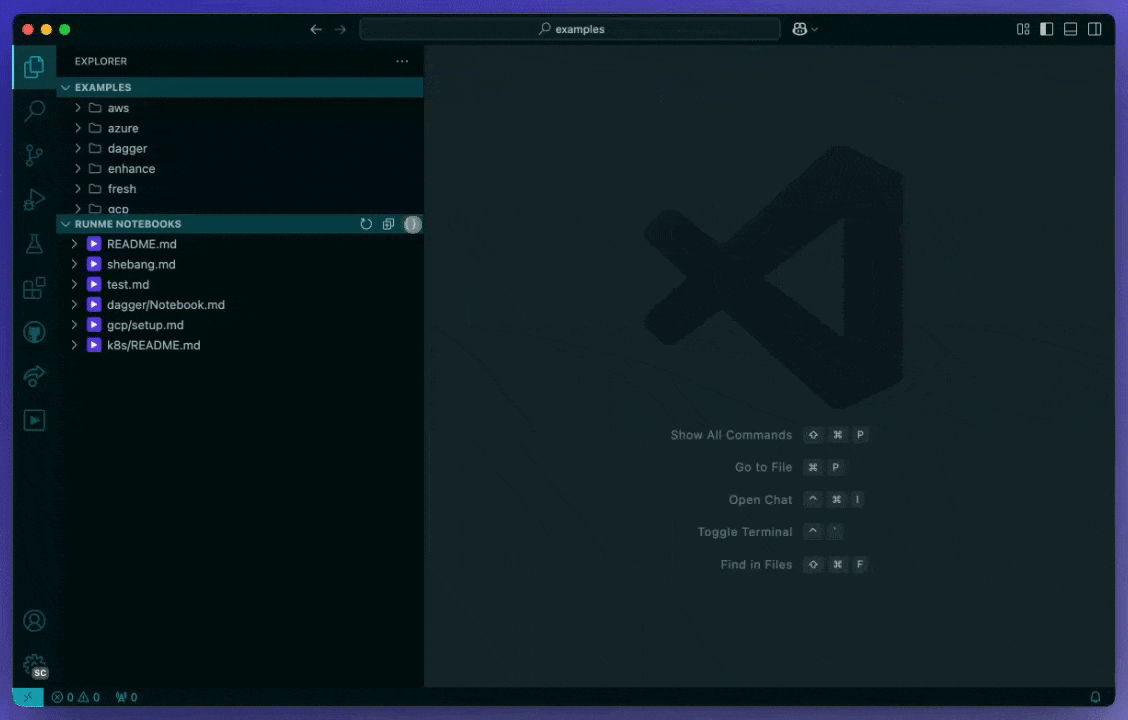 examples
EXPLORER
EXAMPLES
aws
azure
dagger
enhance
fresh
gcp
RUNME NOTEBOOKS
README.md
shebang.md
test.md
dagger/Notebook.md
gcp/setup.md
k8s/README.md
Show All Commands ⇧ ⌘ P
Go to File ⌘ P
Open Chat ^ ⌘ I
Toggle Terminal ^ `
Find in Files ⇧ ⌘ F
SC
0 0 0